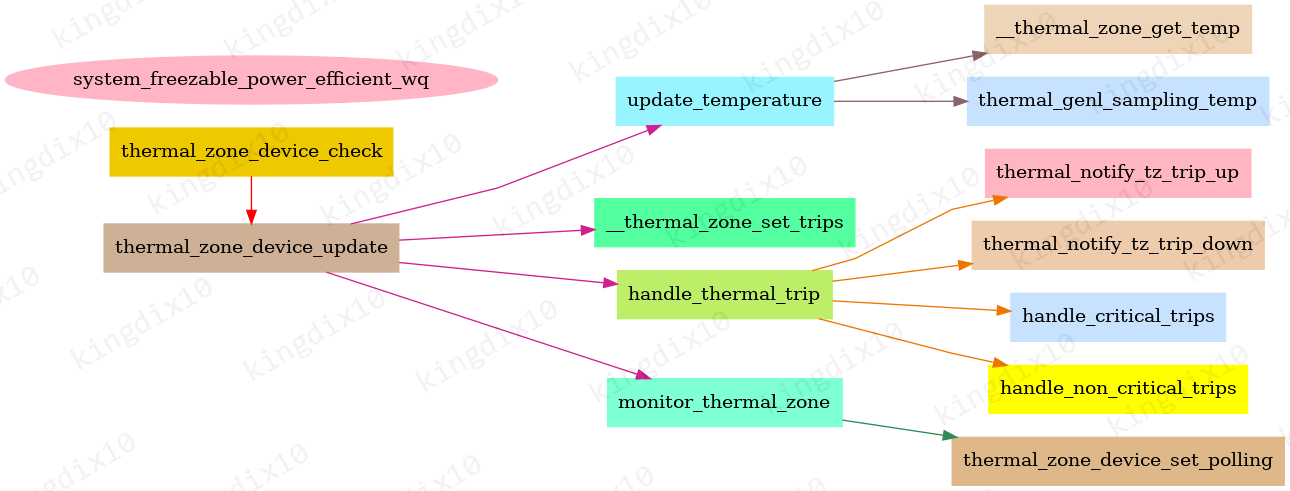 system_freezable_power_efficient_wq
thermal_zone_device_check
thermal_zone_device_update
update_temperature
__thermal_zone_set_trips
handle_thermal_trip
monitor_thermal_zone
__thermal_zone_get_temp
thermal_genl_sampling_temp
thermal_notify_tz_trip_up
thermal_notify_tz_trip_down
handle_critical_trips
handle_non_critical_trips
thermal_zone_device_set_polling
kingdix10